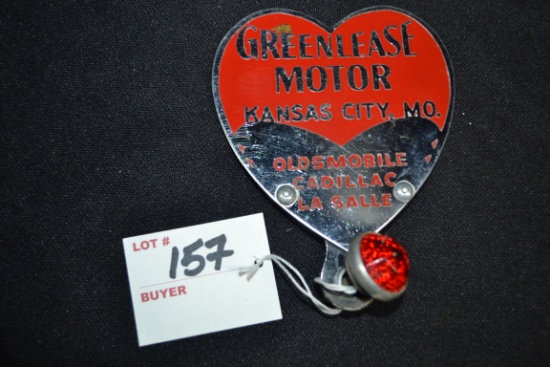 GREENLEASE
MOTOR
KANSAS CITY, MO.
OLDSMOBILE
CADILLAC
LA SALLE
LOT # 157
BUYER